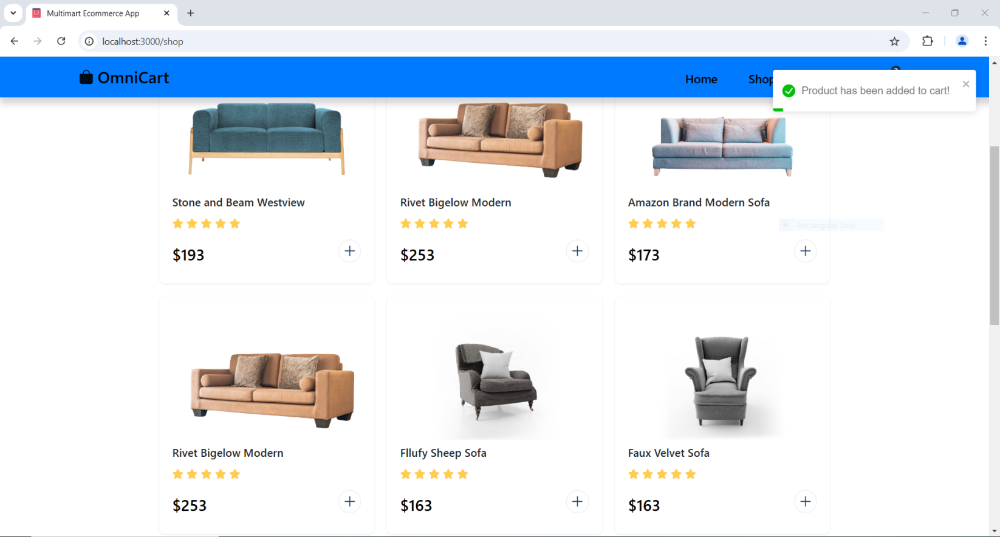 Multimart Ecommerce App
localhost:3000/shop
OmniCart
Home
Shop
Product has been added to cart!
Stone and Beam Westview
Rivet Bigelow Modern
Amazon Brand Modern Sofa
Rectangular Snip
$193
$253
$173
Rivet Bigelow Modern
Fllufy Sheep Sofa
Faux Velvet Sofa
$253
$163
$163